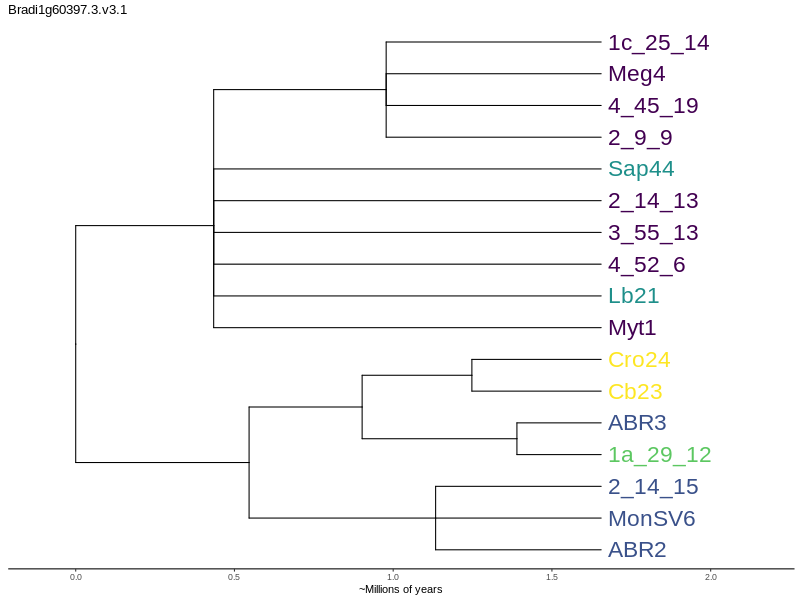 Bradi1g60397.3.v3.1
1c_25_14
Meg4
4_45_19
2_9_9
Sap44
2_14_13
3_55_13
4_52_6
Lb21
Myt1
Cro24
Cb23
ABR3
1a_29_12
2_14_15
MonSV6
ABR2
0.0 0.5 1.0 1.5 2.0
~Millions of years